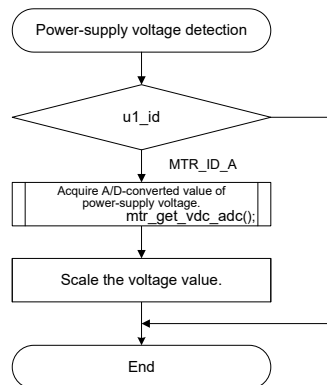 Power-supply voltage detection
u1_id
MTR_ID_A
Acquire A/D-converted value of
power-supply voltage.
mtr_get_vdc_adc();
Scale the voltage value.
End